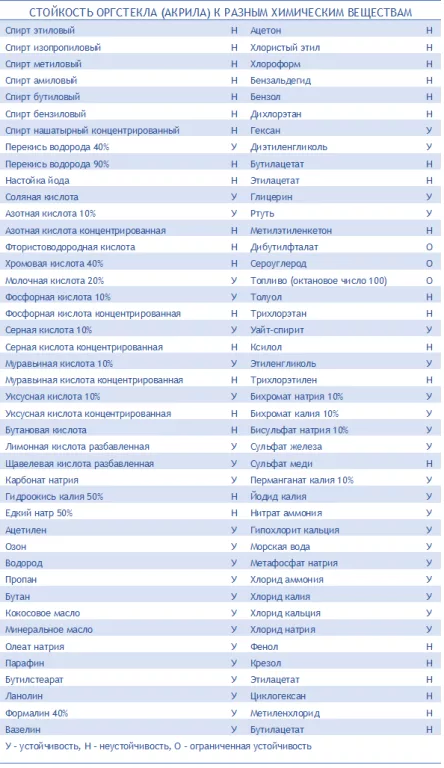 СТОЙКОСТЬ ОРГСТЕКЛА (АКРИЛА) К РАЗНЫМ ХИМИЧЕСКИМ ВЕЩЕСТВАМ
Спирт этиловый Н Ацетон Н
Спирт изопропиловый Н Хлористый этил Н
Спирт метиловый Н Хлороформ Н
Спирт амиловый Н Бензальдегид Н
Спирт бутиловый Н Бензол Н
Спирт бензиловый Н Дихлорэтан Н
Спирт нашатырный концентрированный Н Гексан У
Перекись водорода 40% У Диэтиленгликоль У
Перекись водорода 90% Н Бутилацетат Н
Настойка йода Н Этилацетат Н
Соляная кислота У Глицерин У
Азотная кислота 10% У Ртуть У
Азотная кислота концентрированная Н Метилэтиленкетон Н
Фтористоводородная кислота Н Дибутилфталат О
Хромовая кислота 40% Н Сероуглерод О
Молочная кислота 20% У Топливо (октановое число 100) О
Фосфорная кислота 10% У Толуол Н
Фосфорная кислота концентрированная Н Трихлорэтан Н
Серная кислота 10% У Уайт-спирит У
Серная кислота концентрированная Н Ксилол Н
Муравьиная кислота 10% У Этиленгликоль У
Муравьиная кислота концентрированная Н Трихлорэтилен Н
Уксусная кислота 10% У Бихромат натрия 10% У
Уксусная кислота концентрированная Н Бихромат калия 10% У
Бутановая кислота Н Бисульфат натрия 10% У
Лимонная кислота разбавленная У Сульфат железа У
Щавелевая кислота разбавленная У Сульфат меди Н
Карбонат натрия У Перманганат калия 10% У
Гидроокись калия 50% Н Йодид калия У
Едкий натр 50% Н Нитрат аммония У
Ацетилен У Гипохлорит кальция У
Озон У Морская вода У
Водород У Метафосфат натрия У
Пропан У Хлорид аммония У
Бутан У Хлорид калия У
Кокосовое масло У Хлорид кальция У
Минеральное масло У Хлорид натрия У
Олеат натрия У Фенол Н
Парафин У Крезол Н
Бутилстеарат У Этилацетат Н
Ланолин У Циклогексан Н
Формалин 40% У Метиленхлорид Н
Вазелин У Бутилацетат Н
У - устойчивость, Н - неустойчивость, О - ограниченная устойчивость